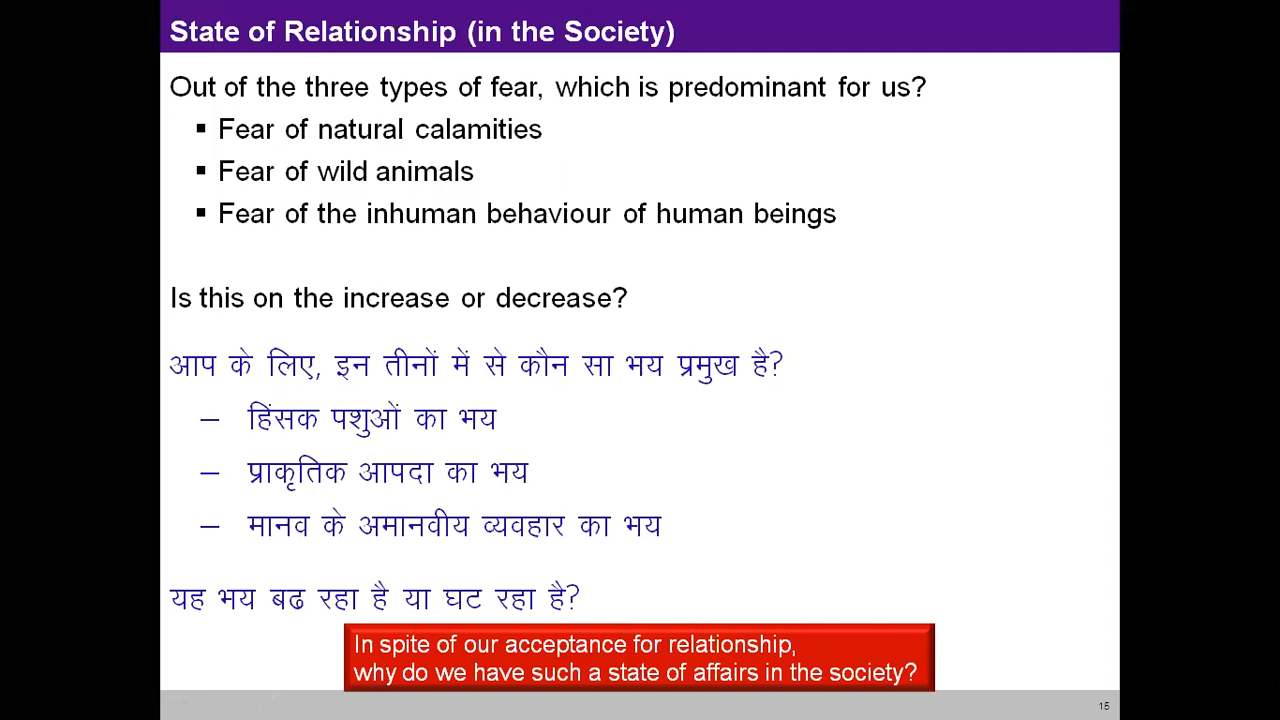 State of Relationship (in the Society)
Out of the three types of fear, which is predominant for us?
▪ Fear of natural calamities
▪ Fear of wild animals
▪ Fear of the inhuman behaviour of human beings
Is this on the increase or decrease?
आप के लिए, इन तीनों में से कौन सा भय प्रमुख है?
– हिंसक पशुओं का भय
– प्राकृतिक आपदा का भय
– मानव के अमानवीय व्यवहार का भय
यह भय बढ रहा है या घट रहा है?
In spite of our acceptance for relationship,
why do we have such a state of affairs in the society?
15